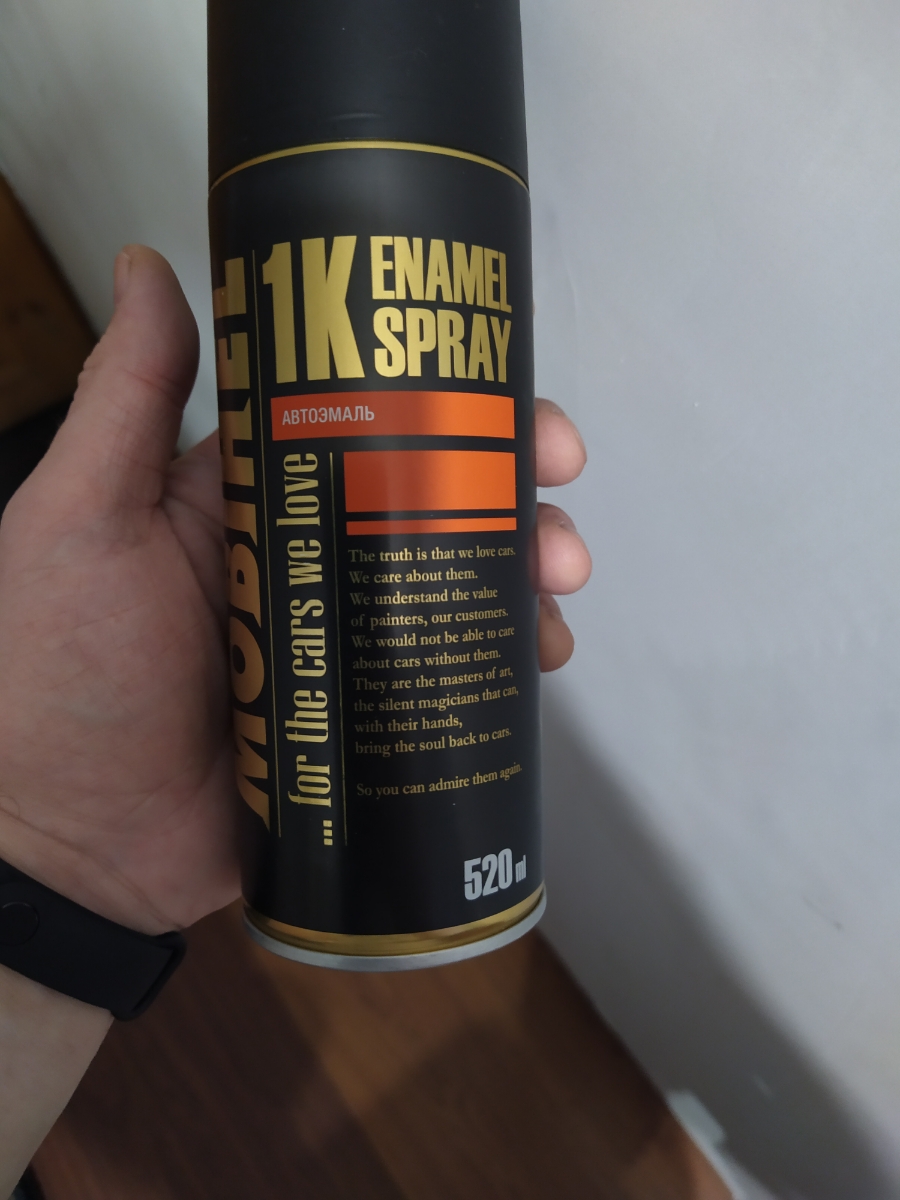 MOBIHEL
1K
ENAMEL
SPRAY
АВТОЭМАЛЬ
... for the cars we love
The truth is that we love cars.
We care about them.
We understand the value
of painters, our customers.
We would not be able to care
about cars without them.
They are the masters of art,
the silent magicians that can,
with their hands,
bring the soul back to cars.
So you can admire them again.
520 ml